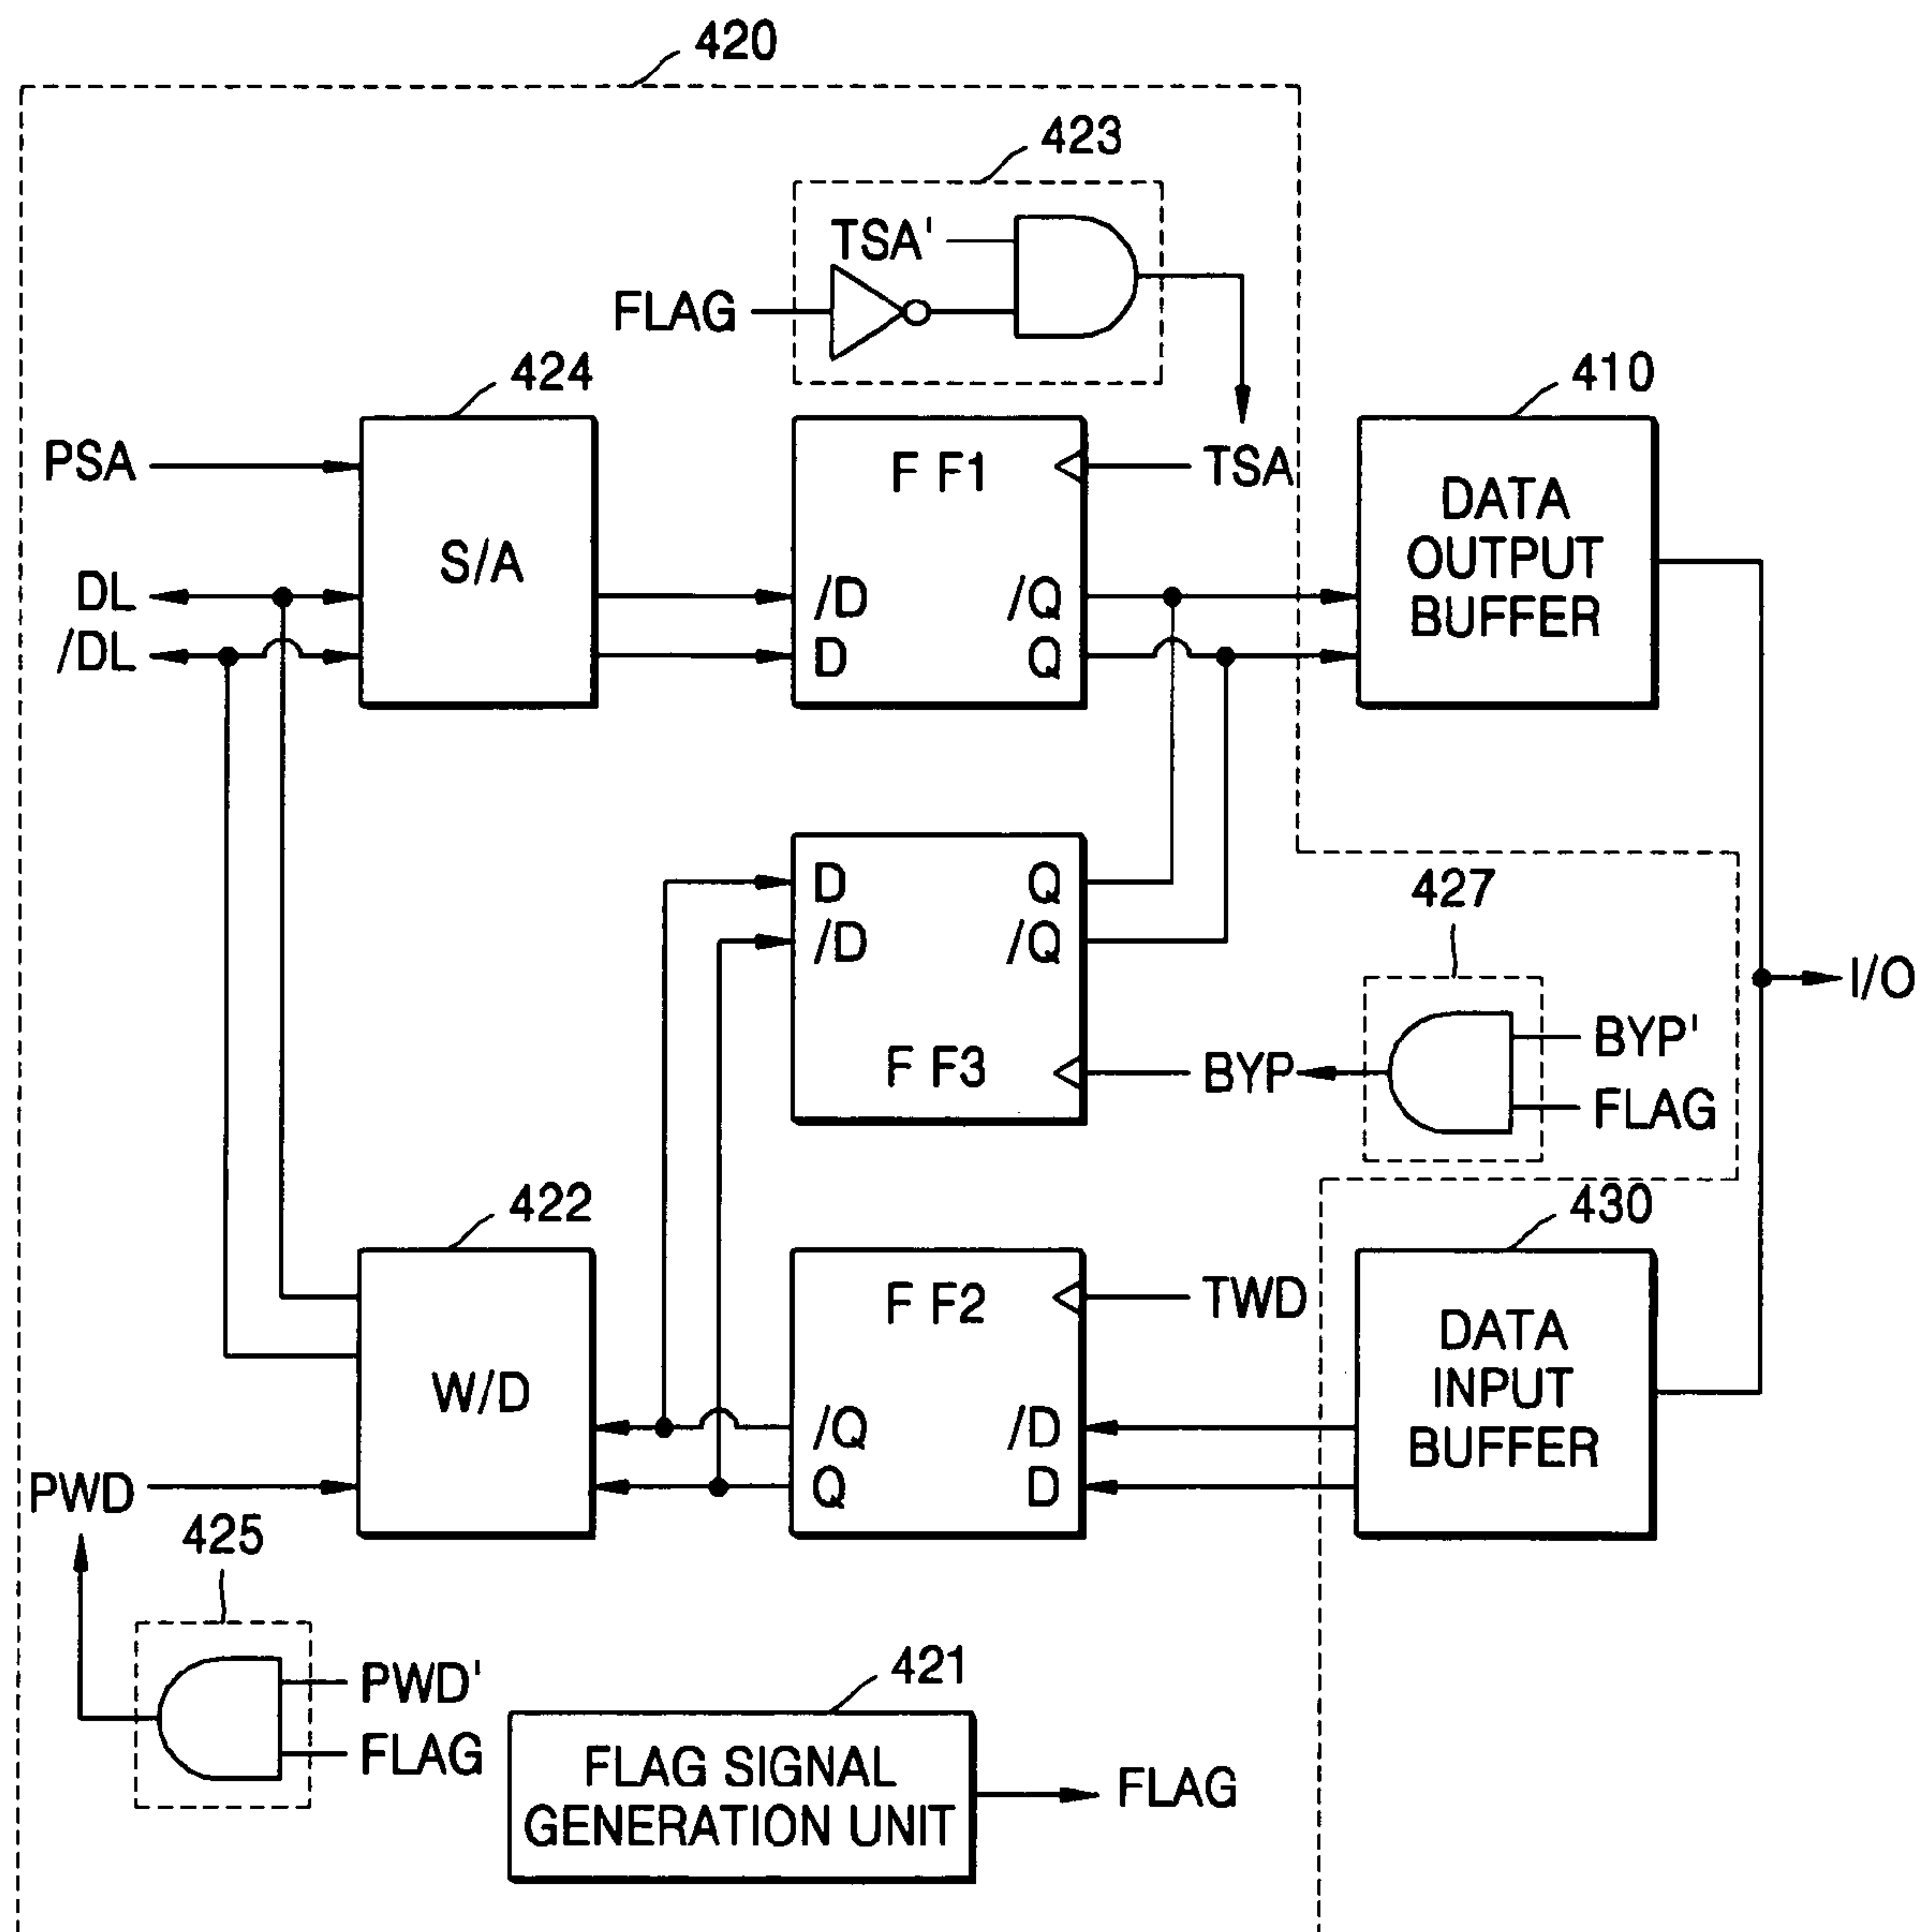 420
423
TSA'
FLAG
424
410
PSA
S/A
F F1
TSA
DATA
OUTPUT
BUFFER
DL
/DL
/D
/Q
D
Q
D
Q
/D
/Q
F F3
BYP
427
BYP'
FLAG
I/O
422
430
W/D
F F2
TWD
DATA
INPUT
BUFFER
/Q
/D
Q
D
PWD
425
PWD'
FLAG
421
FLAG SIGNAL
GENERATION UNIT
FLAG